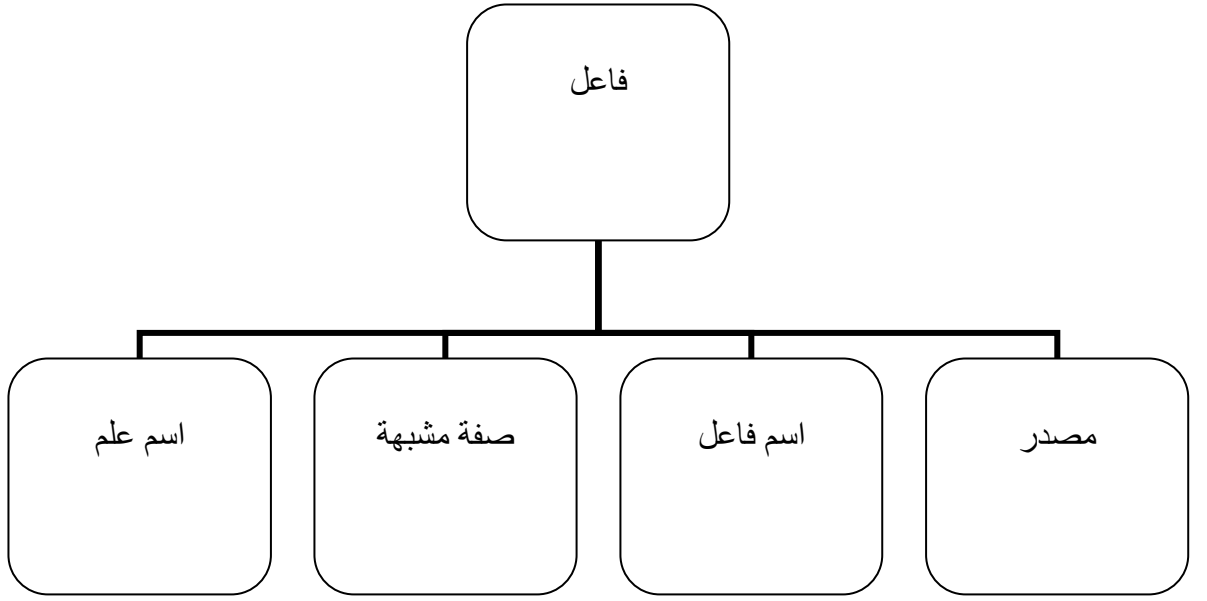 فاعل
مصدر
اسم فاعل
صفة مشبهة
اسم علم